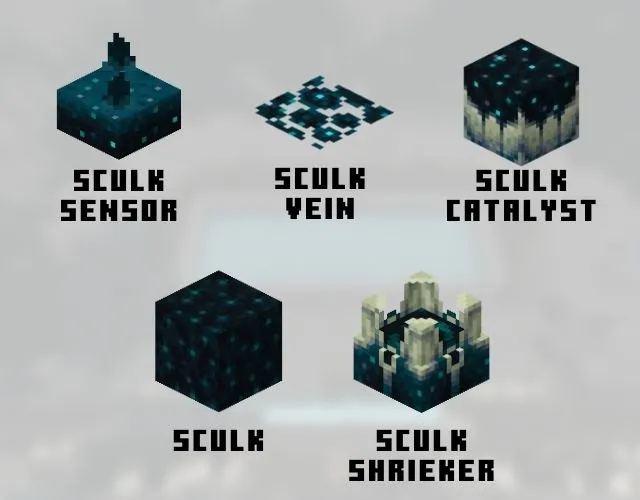 SCULK
SENSOR
SCULK
VEIN
SCULK
CATALYST
SCULK
SCULK
SHRIEKER